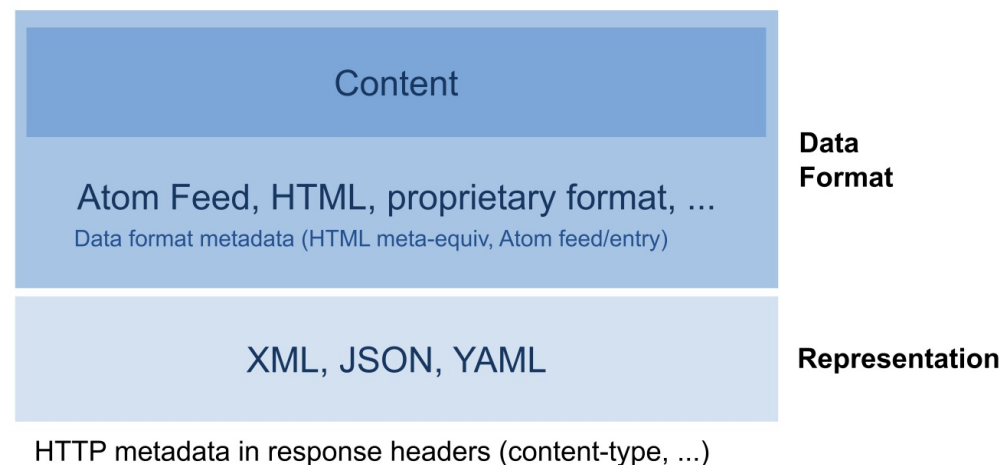 Content
Data
Format
Atom Feed, HTML, proprietary format, ...
Data format metadata (HTML meta-equiv, Atom feed/entry)
XML, JSON, YAML
Representation
HTTP metadata in response headers (content-type, ...)